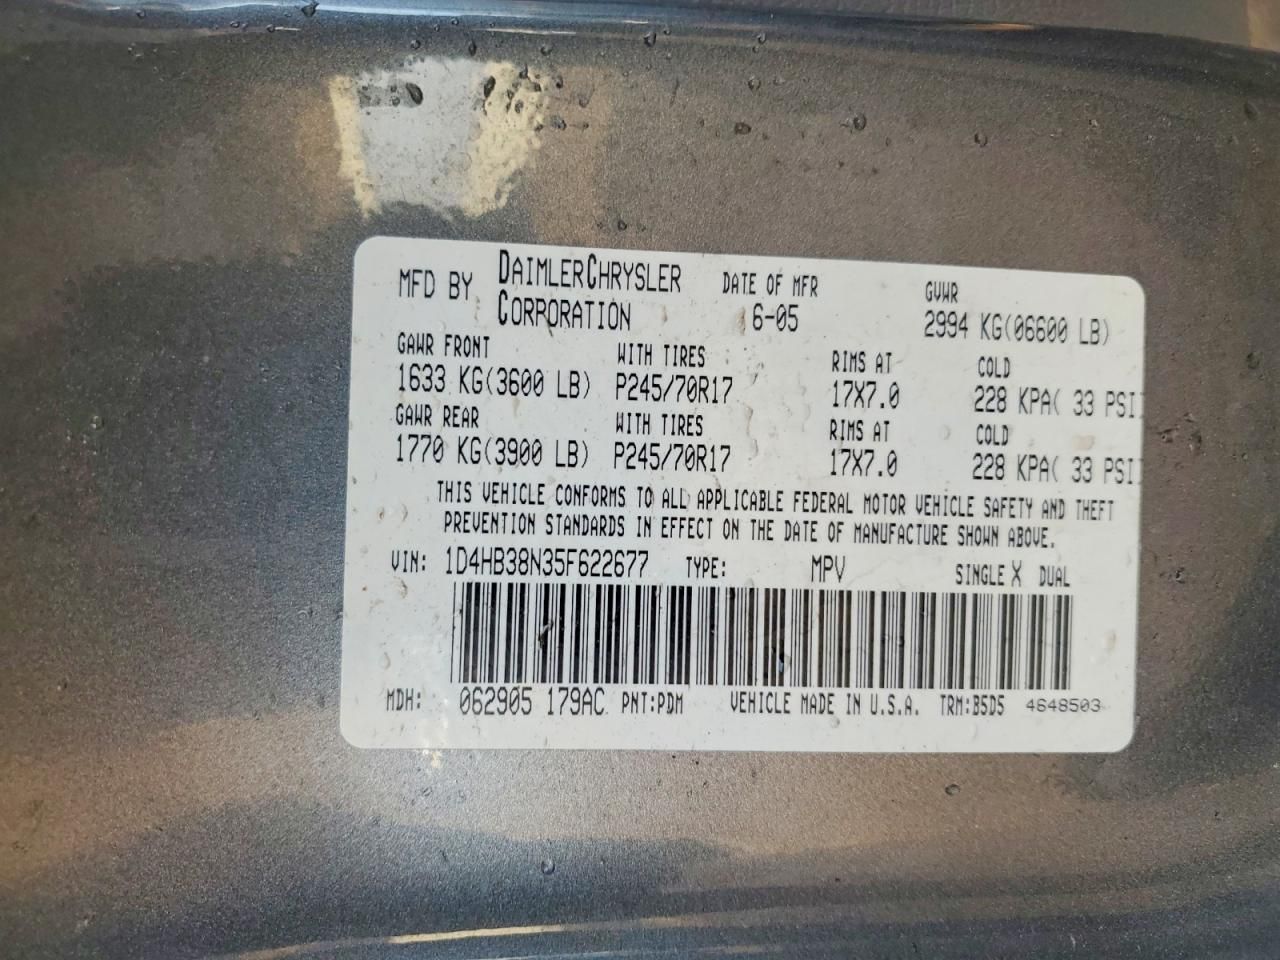 MFD BY DAIMLERCHRYSLER CORPORATION DATE OF MFR 6-05 GVWR 2994 KG(06600 LB)
GAWR FRONT WITH TIRES RIMS AT COLD
1633 KG(3600 LB) P245/70R17 17X7.0 228 KPA( 33 PSI)
GAWR REAR WITH TIRES RIMS AT COLD
1770 KG(3900 LB) P245/70R17 17X7.0 228 KPA( 33 PSI)
THIS VEHICLE CONFORMS TO ALL APPLICABLE FEDERAL MOTOR VEHICLE SAFETY AND THEFT
PREVENTION STANDARDS IN EFFECT ON THE DATE OF MANUFACTURE SHOWN ABOVE.
VIN: 1D4HB38N35F622677 TYPE: MPV SINGLE X DUAL
MDH: 062905 179AC PNT:PDM VEHICLE MADE IN U.S.A. TRM:B5D5 4648503